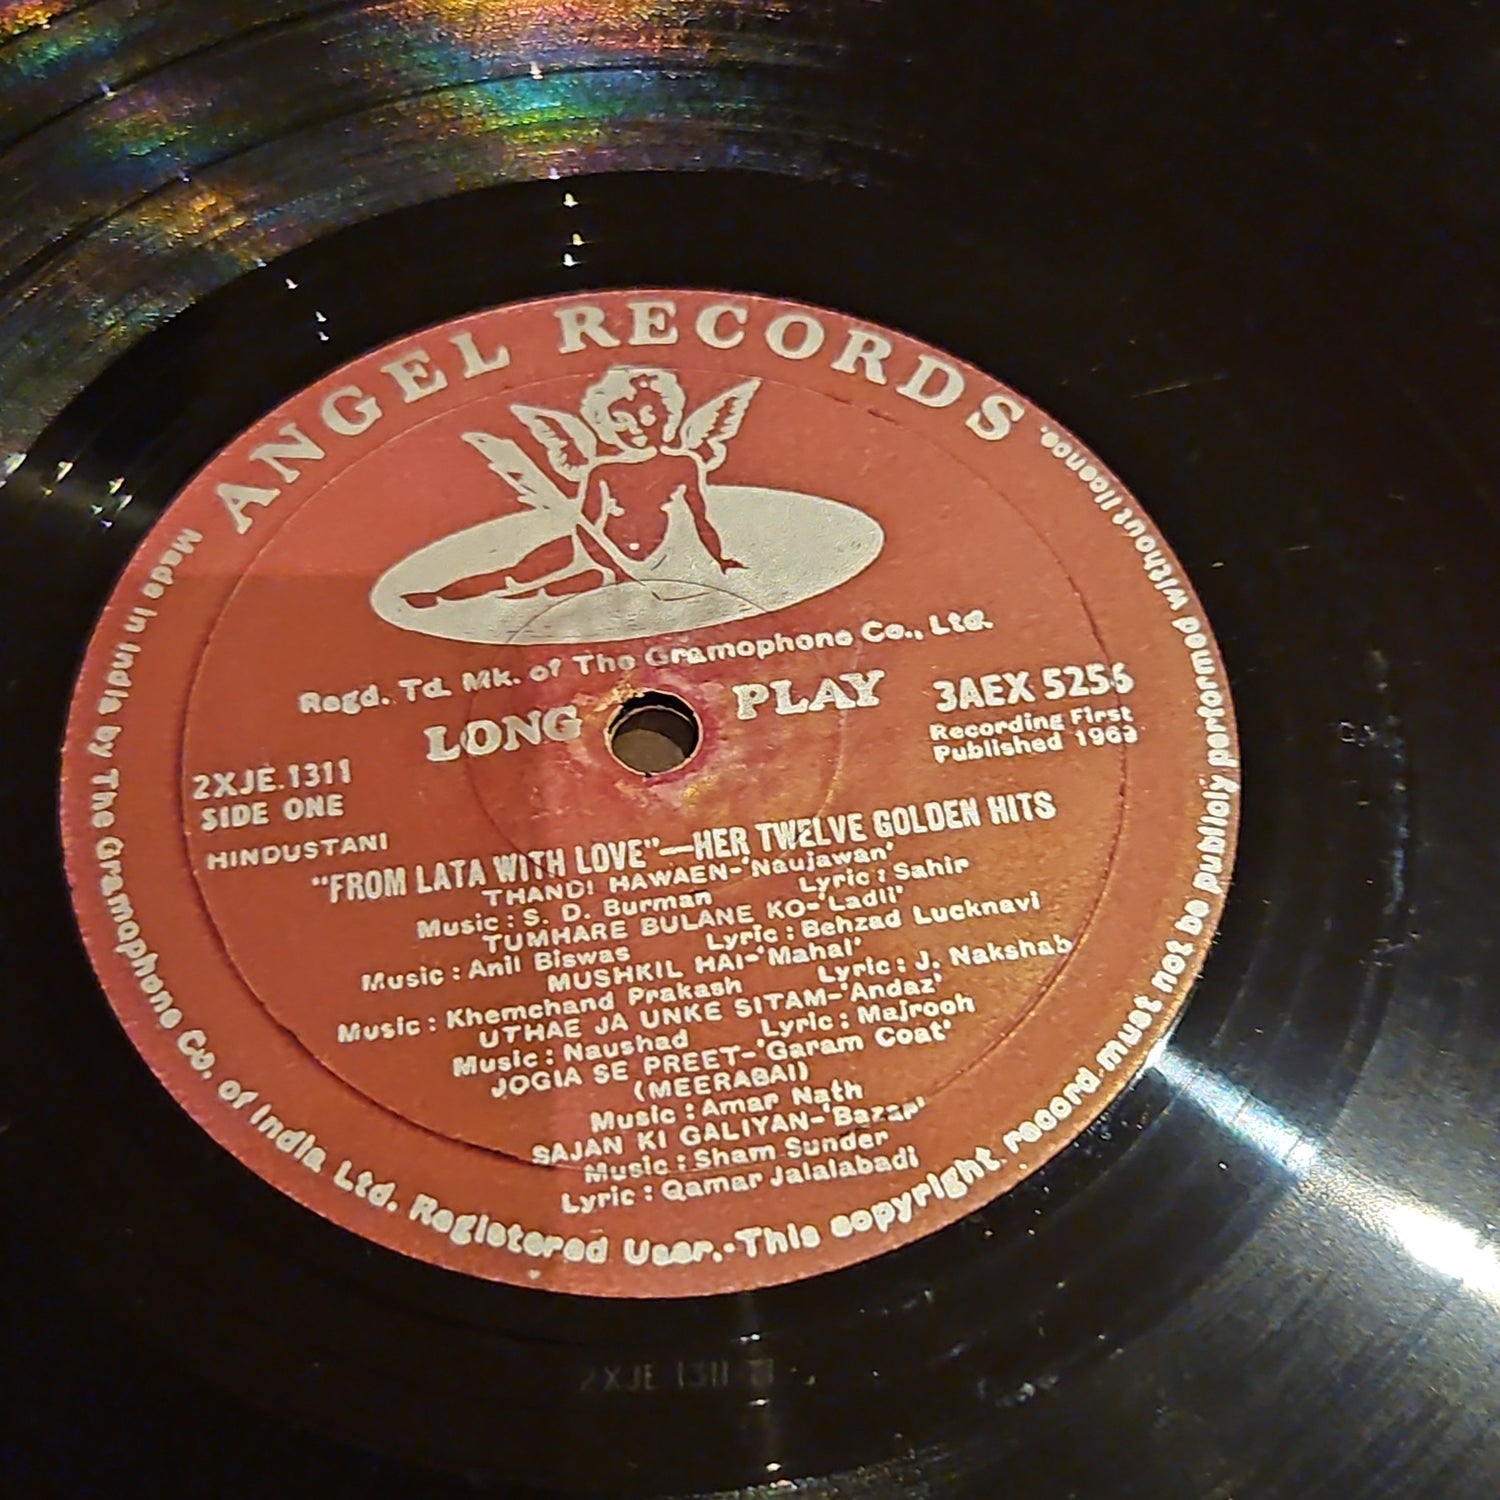 ANGEL RECORDS
Regd. Td. Mk. of The Gramophone Co., Ltd.
LONG PLAY
3AEX 5256
Recording First
Published 1963
2XJE.1311
SIDE ONE
HINDUSTANI
"FROM LATA WITH LOVE"—HER TWELVE GOLDEN HITS
THANDI HAWAEN-'Naujawan'
Music : S. D. Burman Lyric : Sahir
TUMHARE BULANE KO-'Ladli'
Music : Anil Biswas Lyric : Behzad Lucknavi
MUSHKIL HAI-'Mahal'
Music : Khemchand Prakash Lyric : J. Nakshab
UTHAE JA UNKE SITAM-'Andaz'
Music : Naushad Lyric : Majrooh
JOGIA SE PREET-'Garam Coat'
(MEERABAI)
Music : Amar Nath
SAJAN KI GALIYAN-'Bazar'
Music : Sham Sunder
Lyric : Qamar Jalalabadi
Made in India by The Gramophone Co. of India Ltd. Registered User.·This copyright record must not be publicly performed without licence.
2XJE 1311